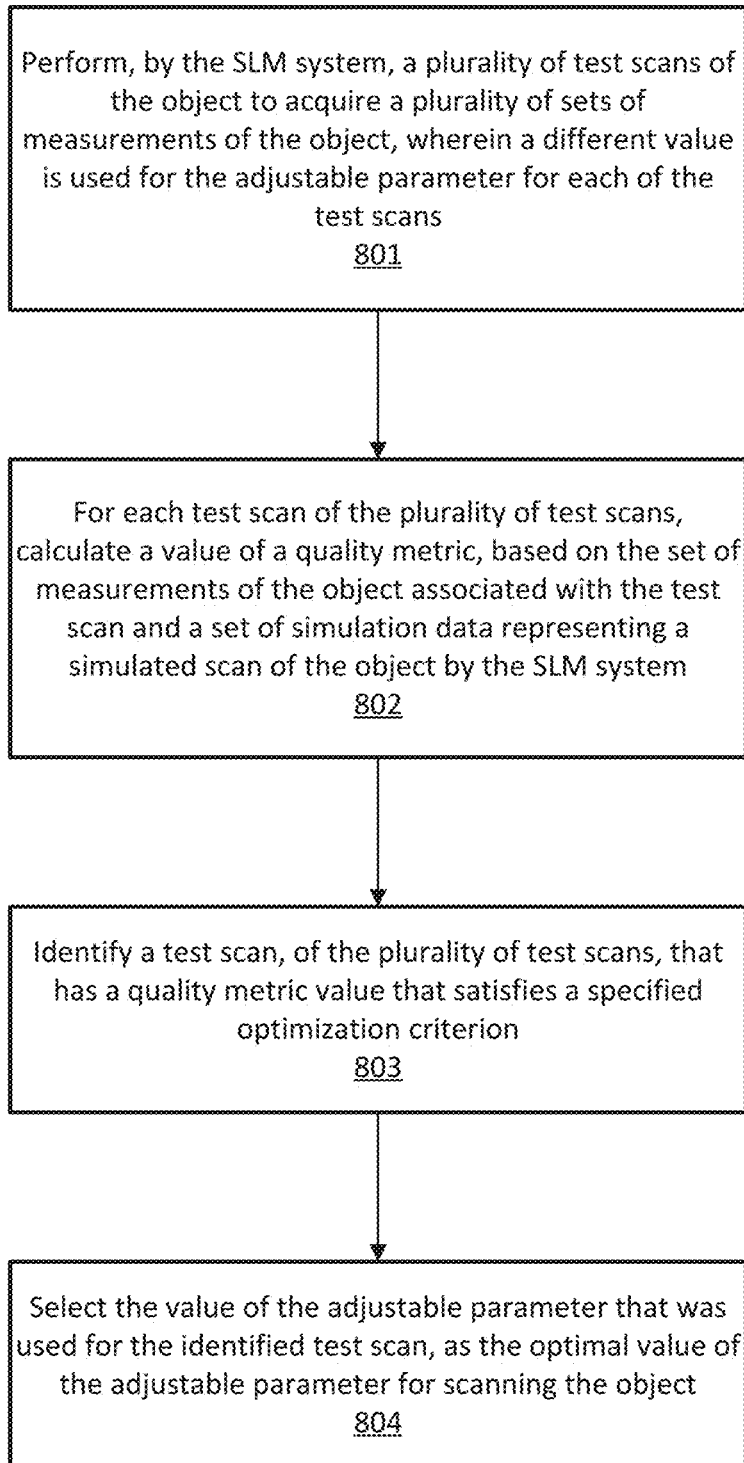 Perform, by the SLM system, a plurality of test scans of
the object to acquire a plurality of sets of
measurements of the object, wherein a different value
is used for the adjustable parameter for each of the
test scans
801
For each test scan of the plurality of test scans,
calculate a value of a quality metric, based on the set of
measurements of the object associated with the test
scan and a set of simulation data representing a
simulated scan of the object by the SLM system
802
Identify a test scan, of the plurality of test scans, that
has a quality metric value that satisfies a specified
optimization criterion
803
Select the value of the adjustable parameter that was
used for the identified test scan, as the optimal value of
the adjustable parameter for scanning the object
804